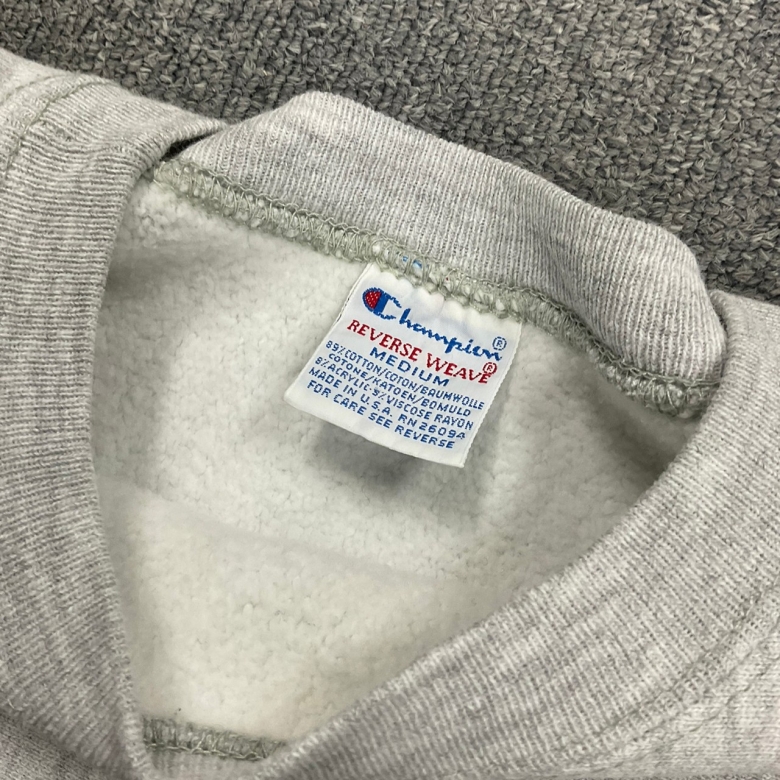 Champion®
REVERSE WEAVE®
MEDIUM
89% COTTON/COTON/BAUMWOLLE
COTONE/KATOEN/BOMULD
8% ACRYLIC-3% VISCOSE RAYON
MADE IN U.S.A. RN 26094
FOR CARE SEE REVERSE